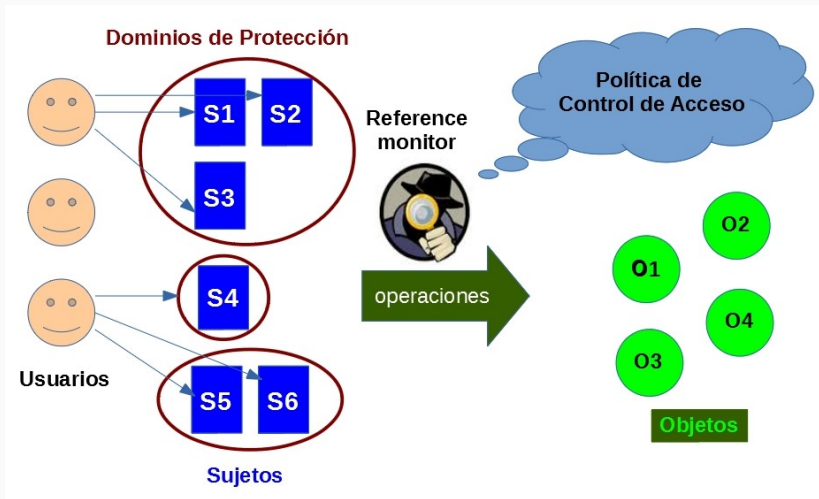 Dominios de Protección
S1
S2
S3
S4
S5
S6
Usuarios
Sujetos
Reference
monitor
operaciones
Política de
Control de Acceso
O1
O2
O3
O4
Objetos